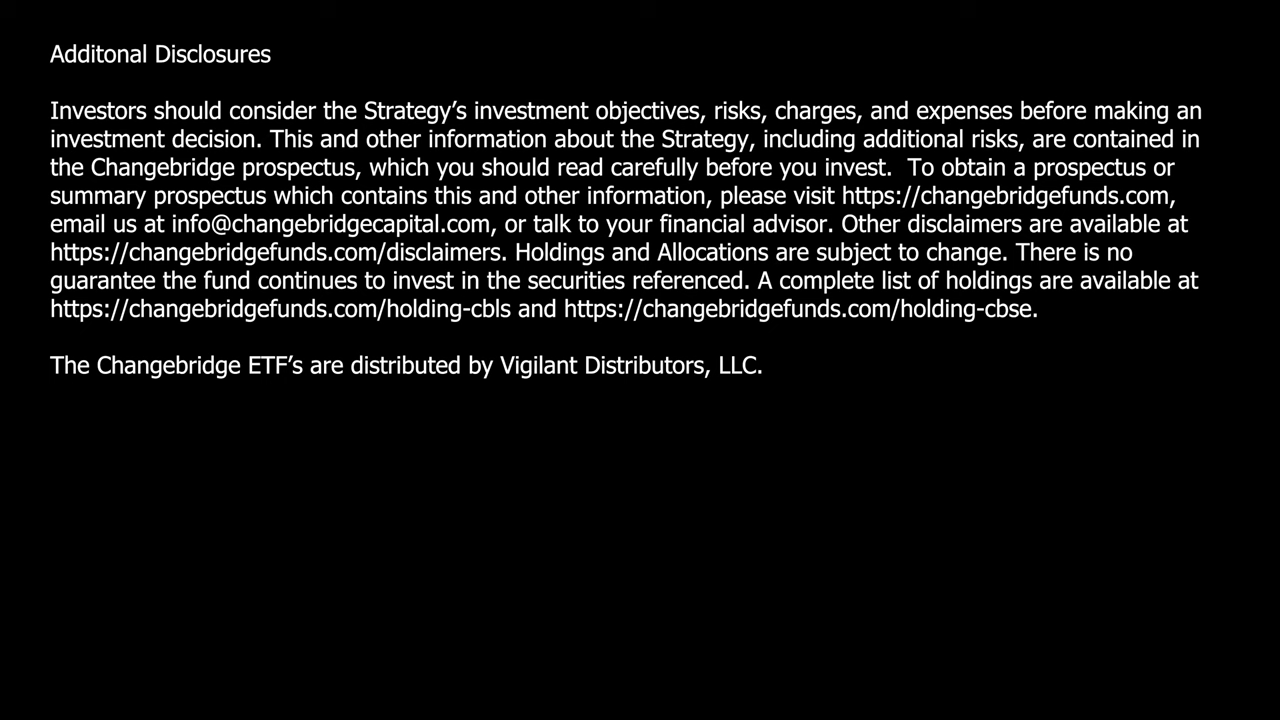 Additonal Disclosures
Investors should consider the Strategy’s investment objectives, risks, charges, and expenses before making an
investment decision. This and other information about the Strategy, including additional risks, are contained in
the Changebridge prospectus, which you should read carefully before you invest.  To obtain a prospectus or
summary prospectus which contains this and other information, please visit https://changebridgefunds.com,
email us at info@changebridgecapital.com, or talk to your financial advisor. Other disclaimers are available at
https://changebridgefunds.com/disclaimers. Holdings and Allocations are subject to change. There is no
guarantee the fund continues to invest in the securities referenced. A complete list of holdings are available at
https://changebridgefunds.com/holding-cbls and https://changebridgefunds.com/holding-cbse.
The Changebridge ETF’s are distributed by Vigilant Distributors, LLC.